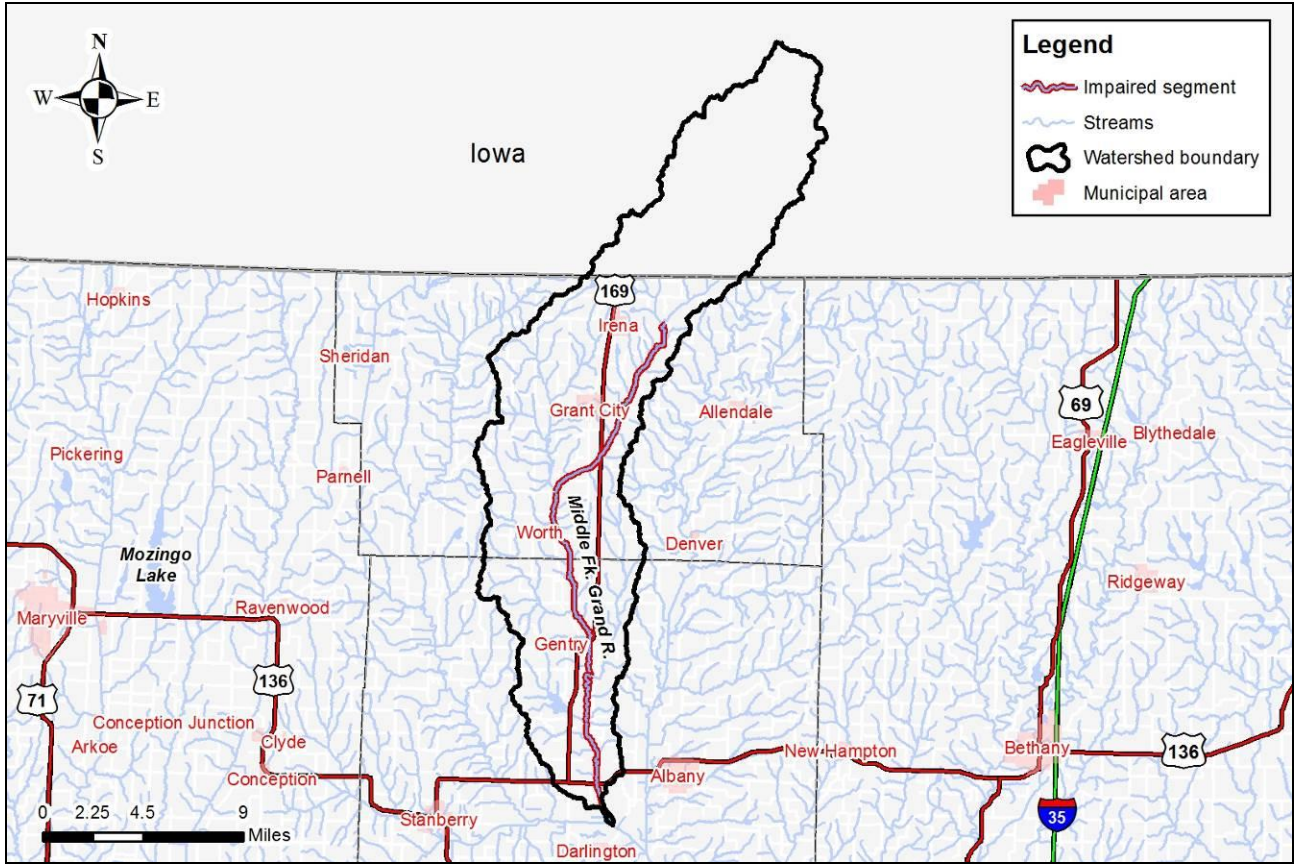 N
W E
S
Iowa
Legend
Impaired segment
Streams
Watershed boundary
Municipal area
169
Hopkins
Irena
Sheridan
Grant City
Allendale
69
Eagleville
Blythedale
Pickering
Parnell
Middle Fk. Grand R.
Worth
Denver
Mozingo
Lake
Ridgeway
Maryville
Ravenwood
Gentry
136
71
Conception Junction
Arkoe
Clyde
New Hampton
Bethany
136
Conception
Albany
Stanberry
35
0 2.25 4.5 9
Miles
Darlington